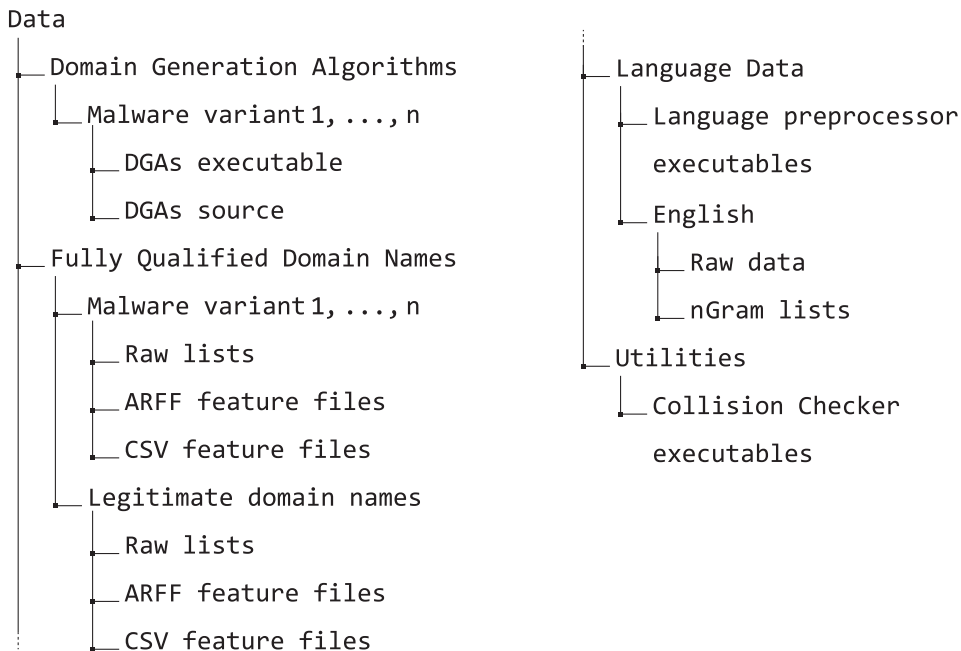 Data
Domain Generation Algorithms
Malware variant 1, ..., n
DGAs executable
DGAs source
Fully Qualified Domain Names
Malware variant 1, ..., n
Raw lists
ARFF feature files
CSV feature files
Legitimate domain names
Raw lists
ARFF feature files
CSV feature files
Language Data
Language preprocessor
executables
English
Raw data
nGram lists
Utilities
Collision Checker
executables